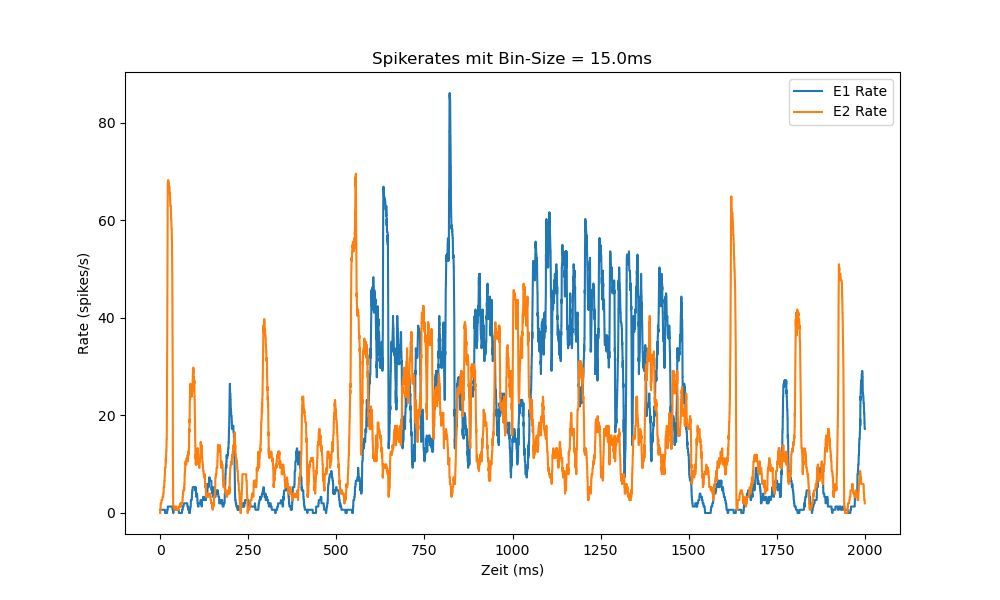 Spikerates mit Bin-Size = 15.0ms
E1 Rate
E2 Rate
80
60
40
20
0
Rate (spikes/s)
0 250 500 750 1000 1250 1500 1750 2000
Zeit (ms)